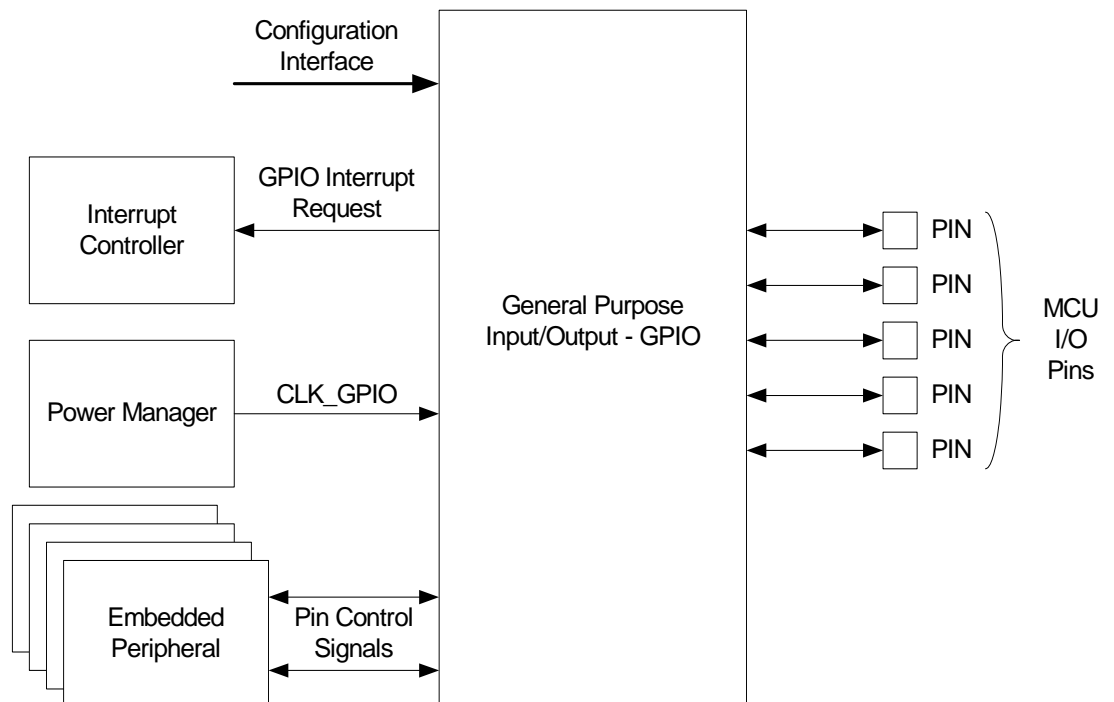 Configuration
Interface
GPIO Interrupt
Request
Interrupt
Controller
General Purpose
Input/Output - GPIO
Power Manager
CLK_GPIO
Embedded
Peripheral
Pin Control
Signals
PIN
PIN
PIN
PIN
PIN
MCU
I/O
Pins